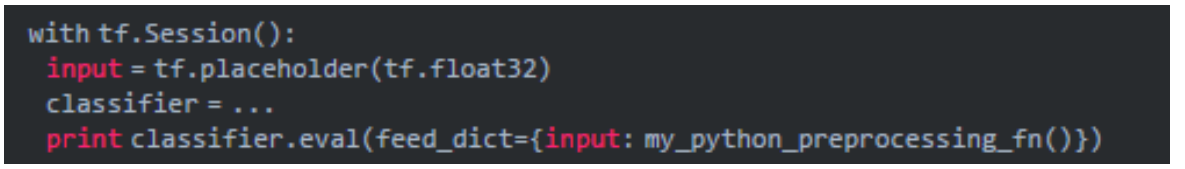 with tf.Session():
input = tf.placeholder(tf.float32)
classifier = ...
print classifier.eval(feed_dict={input: my_python_preprocessing_fn()})